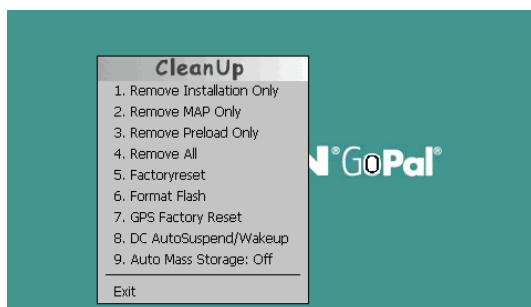 CleanUp
1. Remove Installation Only
2. Remove MAP Only
3. Remove Preload Only
4. Remove All
5. Factoryreset
6. Format Flash
7. GPS Factory Reset
8. DC AutoSuspend/Wakeup
9. Auto Mass Storage: Off
Exit
N® GoPal®